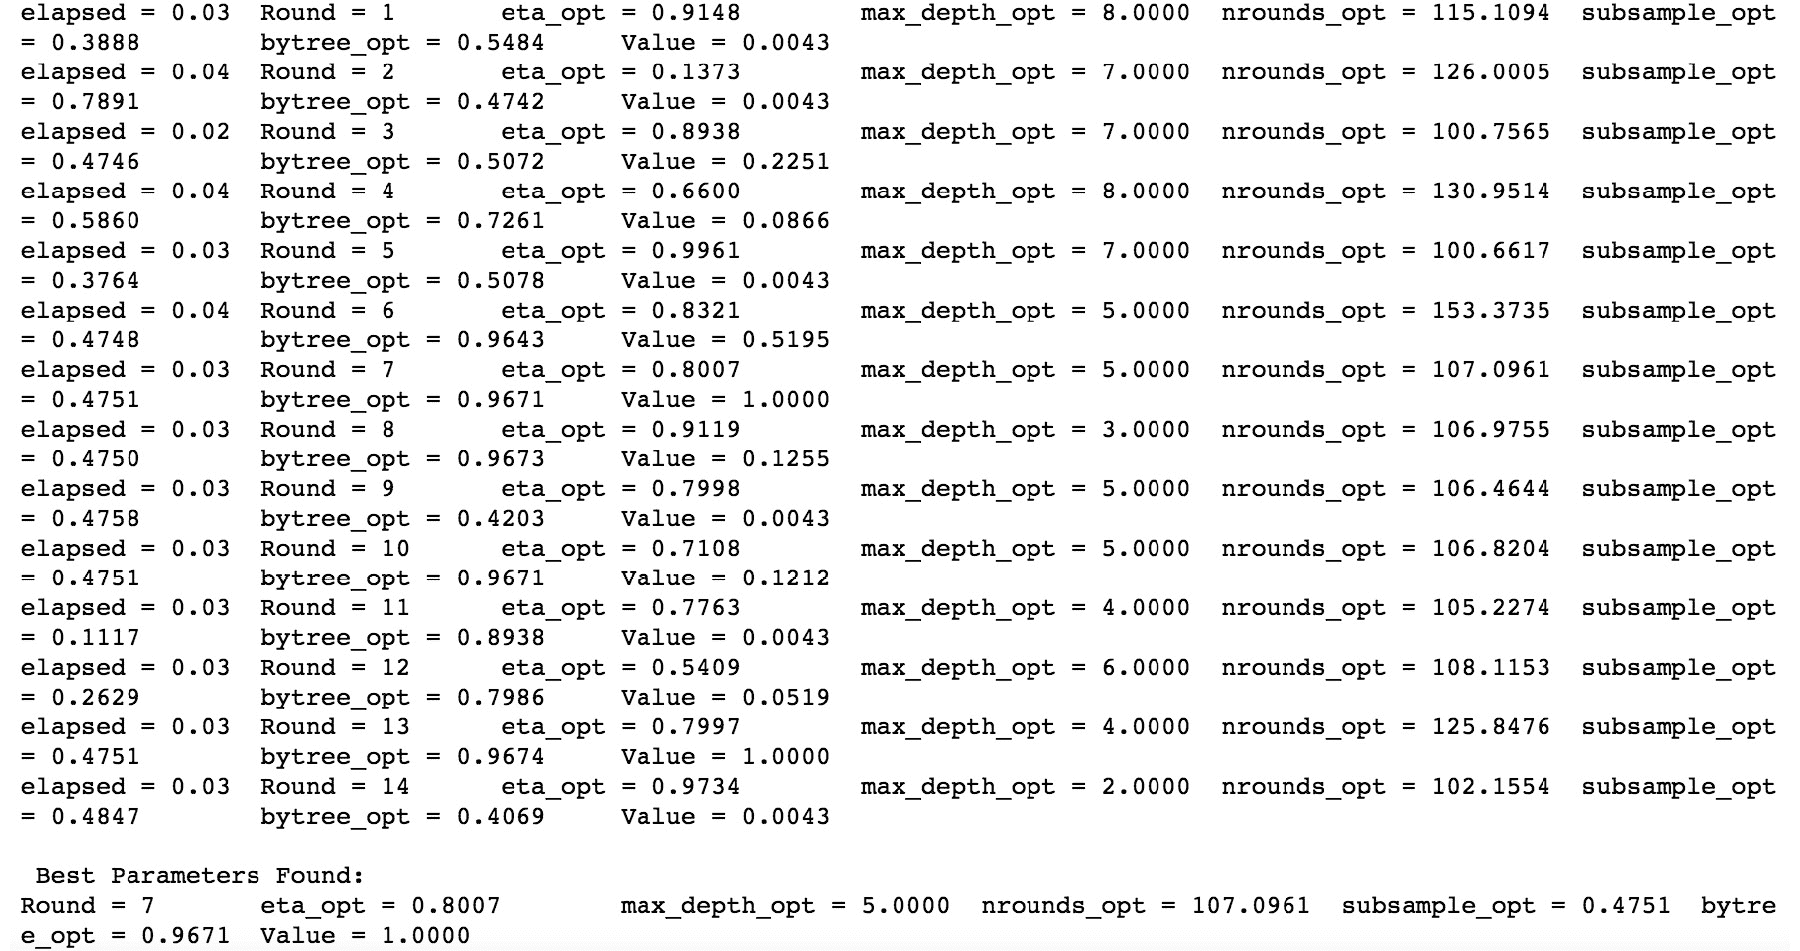 elapsed = 0.03  Round = 1       eta_opt = 0.9148        max_depth_opt = 8.0000  nrounds_opt = 115.1094  subsample_opt
= 0.3888        bytree_opt = 0.5484     Value = 0.0043
elapsed = 0.04  Round = 2       eta_opt = 0.1373        max_depth_opt = 7.0000  nrounds_opt = 126.0005  subsample_opt
= 0.7891        bytree_opt = 0.4742     Value = 0.0043
elapsed = 0.02  Round = 3       eta_opt = 0.8938        max_depth_opt = 7.0000  nrounds_opt = 100.7565  subsample_opt
= 0.4746        bytree_opt = 0.5072     Value = 0.2251
elapsed = 0.04  Round = 4       eta_opt = 0.6600        max_depth_opt = 8.0000  nrounds_opt = 130.9514  subsample_opt
= 0.5860        bytree_opt = 0.7261     Value = 0.0866
elapsed = 0.03  Round = 5       eta_opt = 0.9961        max_depth_opt = 7.0000  nrounds_opt = 100.6617  subsample_opt
= 0.3764        bytree_opt = 0.5078     Value = 0.0043
elapsed = 0.04  Round = 6       eta_opt = 0.8321        max_depth_opt = 5.0000  nrounds_opt = 153.3735  subsample_opt
= 0.4748        bytree_opt = 0.9643     Value = 0.5195
elapsed = 0.03  Round = 7       eta_opt = 0.8007        max_depth_opt = 5.0000  nrounds_opt = 107.0961  subsample_opt
= 0.4751        bytree_opt = 0.9671     Value = 1.0000
elapsed = 0.03  Round = 8       eta_opt = 0.9119        max_depth_opt = 3.0000  nrounds_opt = 106.9755  subsample_opt
= 0.4750        bytree_opt = 0.9673     Value = 0.1255
elapsed = 0.03  Round = 9       eta_opt = 0.7998        max_depth_opt = 5.0000  nrounds_opt = 106.4644  subsample_opt
= 0.4758        bytree_opt = 0.4203     Value = 0.0043
elapsed = 0.03  Round = 10      eta_opt = 0.7108        max_depth_opt = 5.0000  nrounds_opt = 106.8204  subsample_opt
= 0.4751        bytree_opt = 0.9671     Value = 0.1212
elapsed = 0.03  Round = 11      eta_opt = 0.7763        max_depth_opt = 4.0000  nrounds_opt = 105.2274  subsample_opt
= 0.1117        bytree_opt = 0.8938     Value = 0.0043
elapsed = 0.03  Round = 12      eta_opt = 0.5409        max_depth_opt = 6.0000  nrounds_opt = 108.1153  subsample_opt
= 0.2629        bytree_opt = 0.7986     Value = 0.0519
elapsed = 0.03  Round = 13      eta_opt = 0.7997        max_depth_opt = 4.0000  nrounds_opt = 125.8476  subsample_opt
= 0.4751        bytree_opt = 0.9674     Value = 1.0000
elapsed = 0.03  Round = 14      eta_opt = 0.9734        max_depth_opt = 2.0000  nrounds_opt = 102.1554  subsample_opt
= 0.4847        bytree_opt = 0.4069     Value = 0.0043
Best Parameters Found:
Round = 7       eta_opt = 0.8007        max_depth_opt = 5.0000  nrounds_opt = 107.0961  subsample_opt = 0.4751  bytre
e_opt = 0.9671  Value = 1.0000